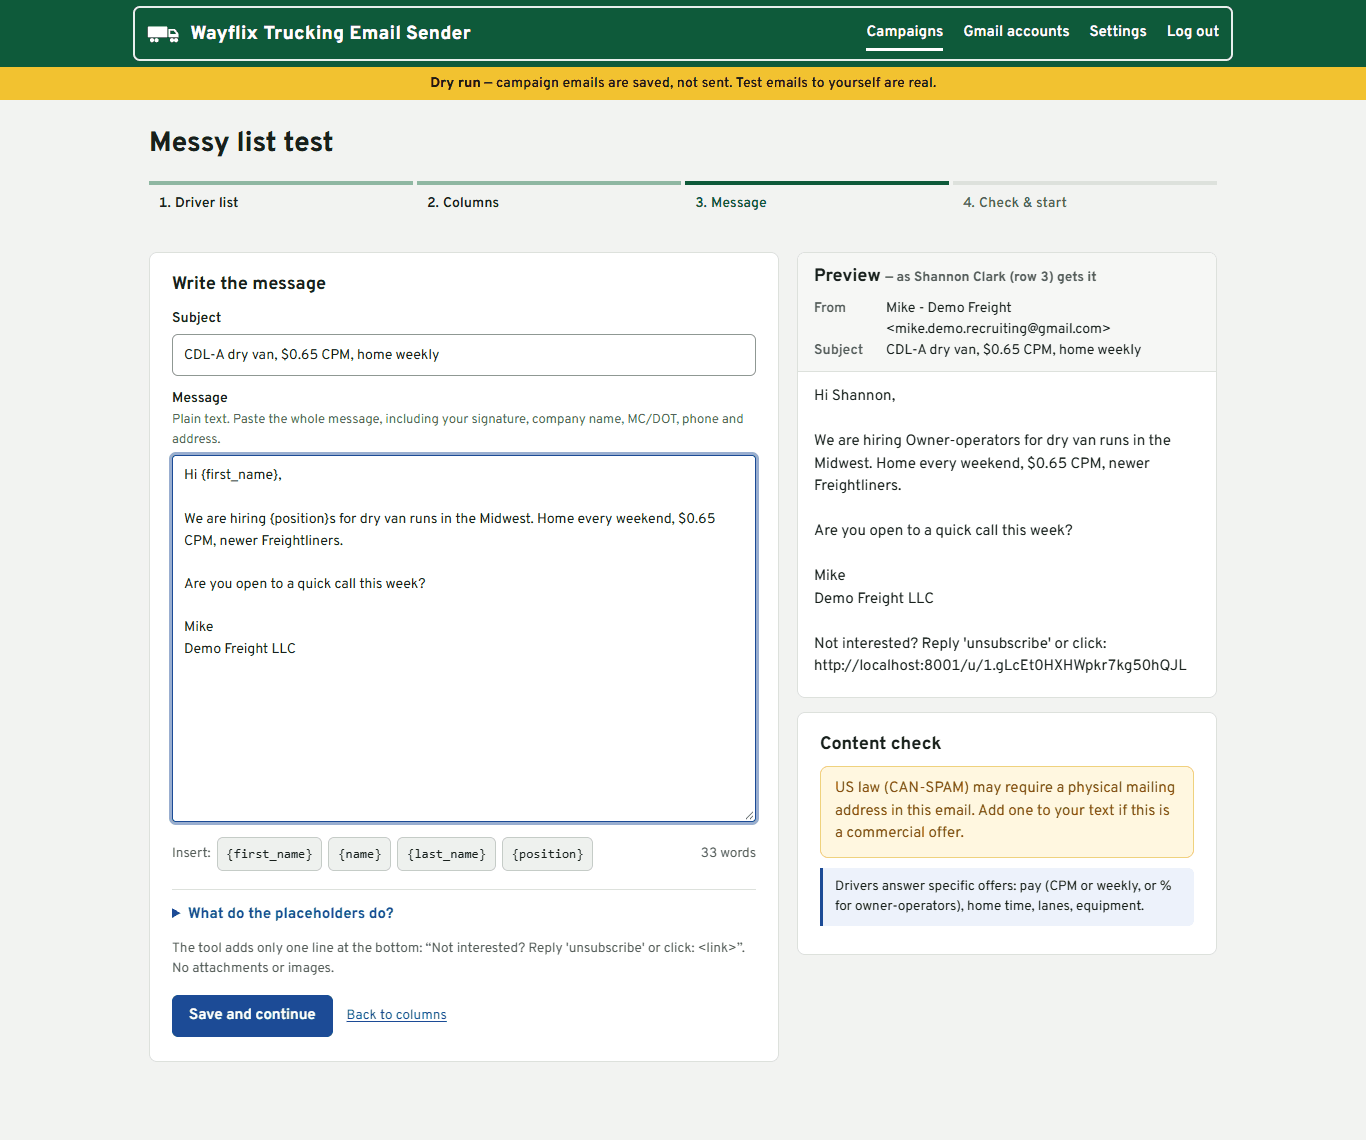 Wayflix Trucking Email Sender
Campaigns
Gmail accounts
Settings
Log out
Dry run — campaign emails are saved, not sent. Test emails to yourself are real.
Messy list test
1. Driver list
2. Columns
3. Message
4. Check & start
Write the message
Subject
CDL-A dry van, $0.65 CPM, home weekly
Message
Plain text. Paste the whole message, including your signature, company name, MC/DOT, phone and
address.
Hi {first_name},
We are hiring {position}s for dry van runs in the Midwest. Home every weekend, $0.65
CPM, newer Freightliners.
Are you open to a quick call this week?
Mike
Demo Freight LLC
Insert:
{first_name}
{name}
{last_name}
{position}
33 words
What do the placeholders do?
The tool adds only one line at the bottom: “Not interested? Reply 'unsubscribe' or click: <link>”.
No attachments or images.
Save and continue
Back to columns
Preview — as Shannon Clark (row 3) gets it
From Mike - Demo Freight
<mike.demo.recruiting@gmail.com>
Subject CDL-A dry van, $0.65 CPM, home weekly
Hi Shannon,
We are hiring Owner-operators for dry van runs in the
Midwest. Home every weekend, $0.65 CPM, newer
Freightliners.
Are you open to a quick call this week?
Mike
Demo Freight LLC
Not interested? Reply 'unsubscribe' or click:
http://localhost:8001/u/1.gLcEt0HXHWpkr7kg50hQJL
Content check
US law (CAN-SPAM) may require a physical mailing
address in this email. Add one to your text if this is
a commercial offer.
Drivers answer specific offers: pay (CPM or weekly, or %
for owner-operators), home time, lanes, equipment.